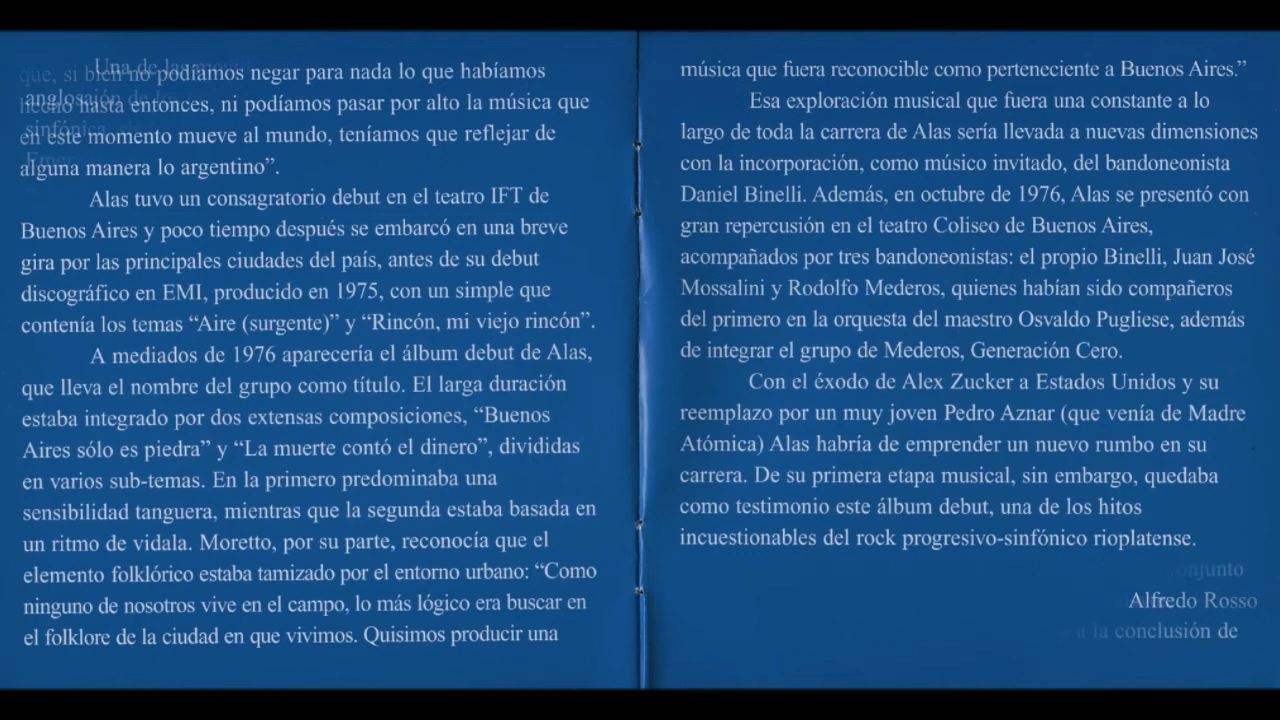 Una de las
que, si bien no podíamos negar para nada lo que habíamos
anglosajón de
hecho hasta entonces, ni podíamos pasar por alto la música que
sinfónica
en este momento mueve al mundo, teníamos que reflejar de
alguna manera lo argentino”.
Alas tuvo un consagratorio debut en el teatro IFT de
Buenos Aires y poco tiempo después se embarcó en una breve
gira por las principales ciudades del país, antes de su debut
discográfico en EMI, producido en 1975, con un simple que
contenía los temas “Aire (surgente)” y “Rincón, mi viejo rincón”.
A mediados de 1976 aparecería el álbum debut de Alas,
que lleva el nombre del grupo como título. El larga duración
estaba integrado por dos extensas composiciones, “Buenos
Aires sólo es piedra” y “La muerte contó el dinero”, divididas
en varios sub-temas. En la primero predominaba una
sensibilidad tanguera, mientras que la segunda estaba basada en
un ritmo de vidala. Moretto, por su parte, reconocía que el
elemento folklórico estaba tamizado por el entorno urbano: “Como
ninguno de nosotros vive en el campo, lo más lógico era buscar en
el folklore de la ciudad en que vivimos. Quisimos producir una
música que fuera reconocible como perteneciente a Buenos Aires.”
Esa exploración musical que fuera una constante a lo
largo de toda la carrera de Alas sería llevada a nuevas dimensiones
con la incorporación, como músico invitado, del bandoneonista
Daniel Binelli. Además, en octubre de 1976, Alas se presentó con
gran repercusión en el teatro Coliseo de Buenos Aires,
acompañados por tres bandoneonistas: el propio Binelli, Juan José
Mossalini y Rodolfo Mederos, quienes habían sido compañeros
del primero en la orquesta del maestro Osvaldo Pugliese, además
de integrar el grupo de Mederos, Generación Cero.
Con el éxodo de Alex Zucker a Estados Unidos y su
reemplazo por un muy joven Pedro Aznar (que venía de Madre
Atómica) Alas habría de emprender un nuevo rumbo en su
carrera. De su primera etapa musical, sin embargo, quedaba
como testimonio este álbum debut, una de los hitos
incuestionables del rock progresivo-sinfónico rioplatense.
Alfredo Rosso
a la conclusión de